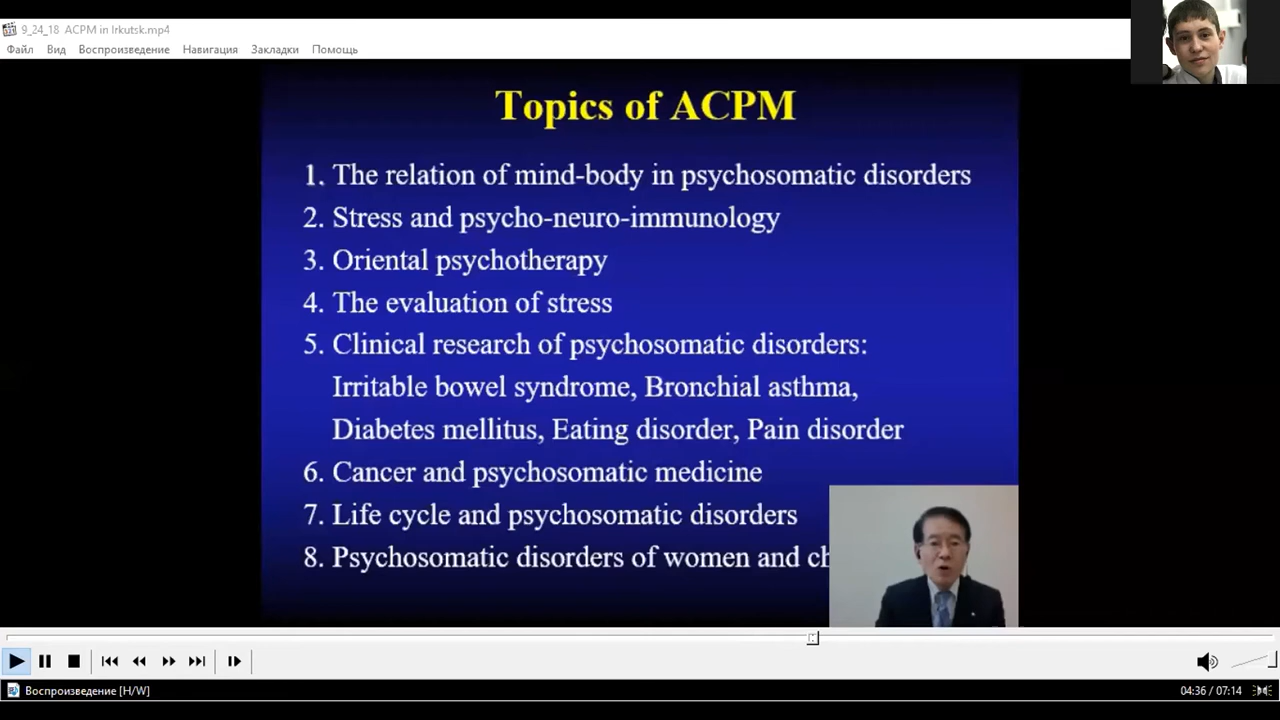 9_24_18 ACPM in Irkutsk.mp4
Файл Вид Воспроизведение Навигация Закладки Помощь
Topics of ACPM
1. The relation of mind-body in psychosomatic disorders
2. Stress and psycho-neuro-immunology
3. Oriental psychotherapy
4. The evaluation of stress
5. Clinical research of psychosomatic disorders:
Irritable bowel syndrome, Bronchial asthma,
Diabetes mellitus, Eating disorder, Pain disorder
6. Cancer and psychosomatic medicine
7. Life cycle and psychosomatic disorders
8. Psychosomatic disorders of women and ch
Воспроизведение [H/W] 04:36 / 07:14